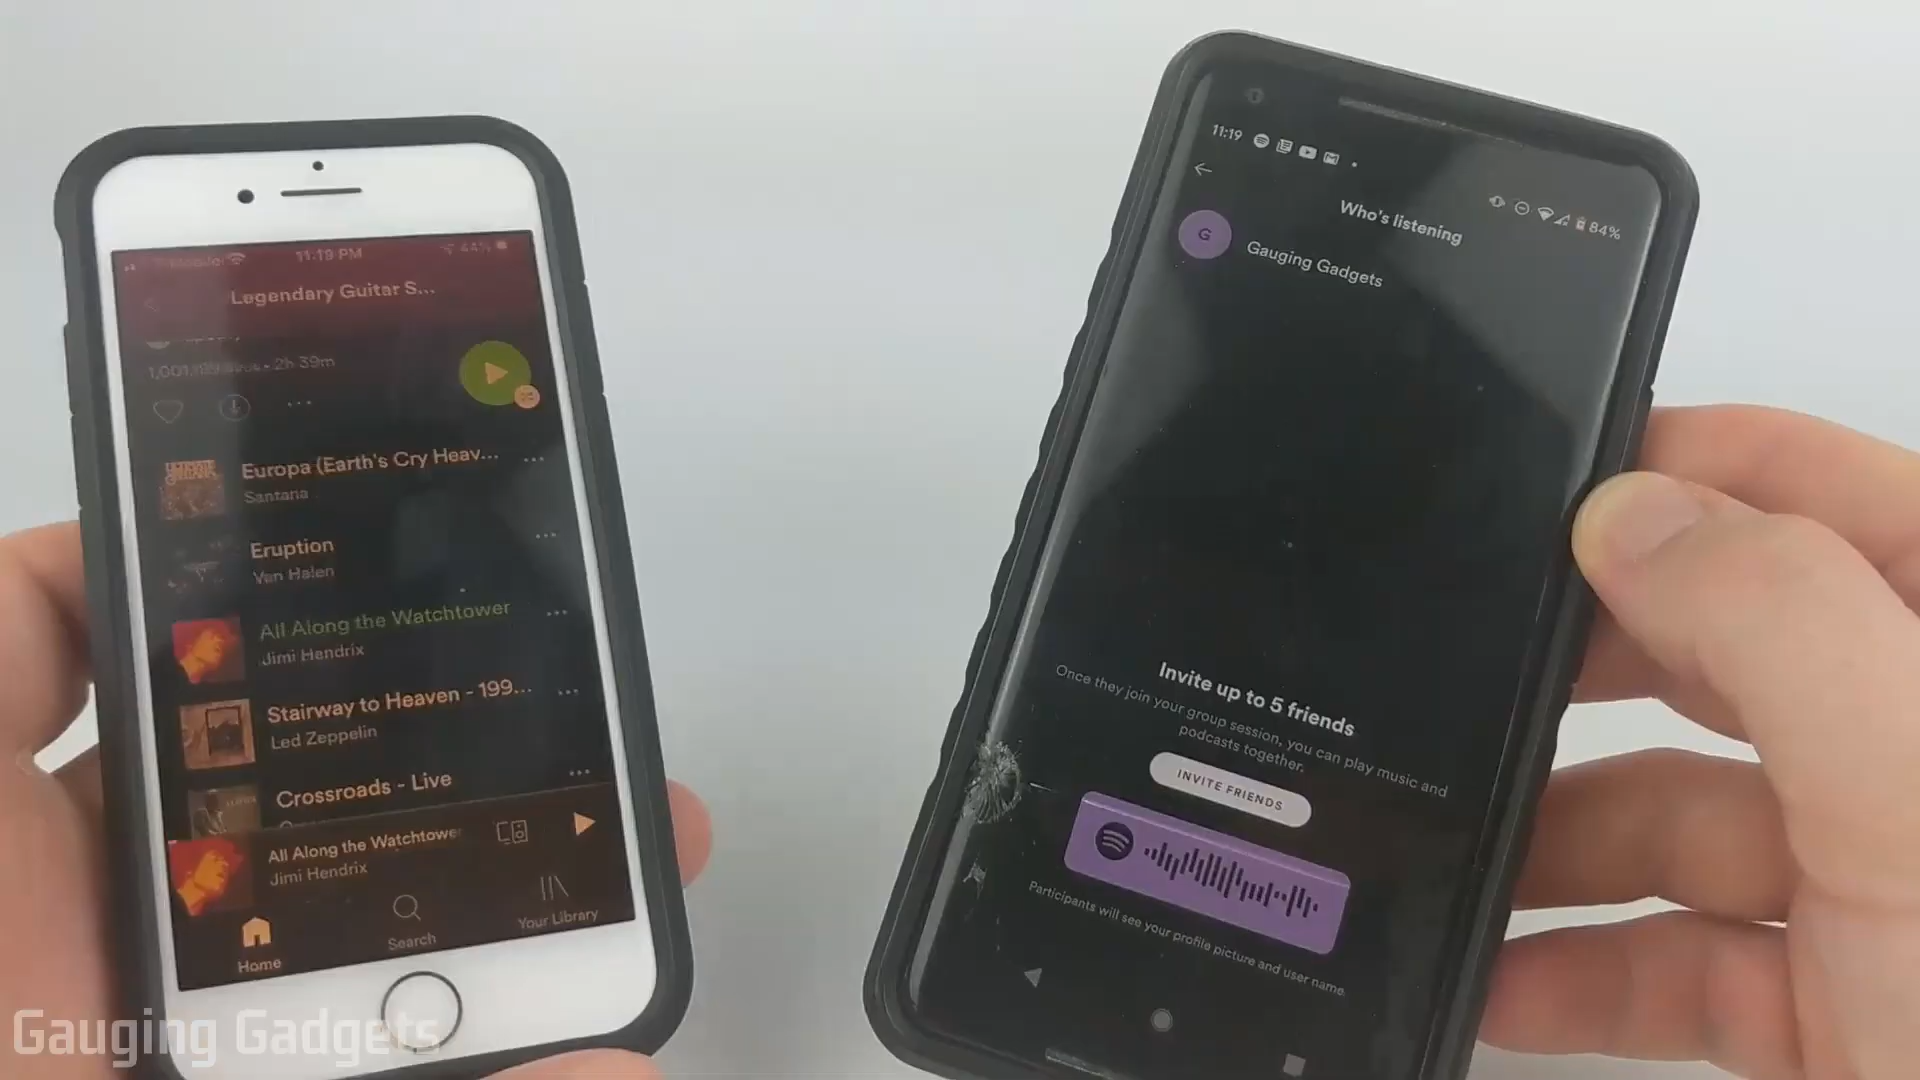 11:19 PM
44%
Legendary Guitar S...
2h 39m
Europa (Earth's Cry Heav...
Santana
Eruption
Van Halen
All Along the Watchtower
Jimi Hendrix
Stairway to Heaven - 199...
Led Zeppelin
Crossroads - Live
All Along the Watchtowe
Jimi Hendrix
Home
Search
Your Library
11:19
84%
Who's listening
G
Gauging Gadgets
Invite up to 5 friends
Once they join your group session, you can play music and
podcasts together.
INVITE FRIENDS
Participants will see your profile picture and user name.
Gauging Gadgets